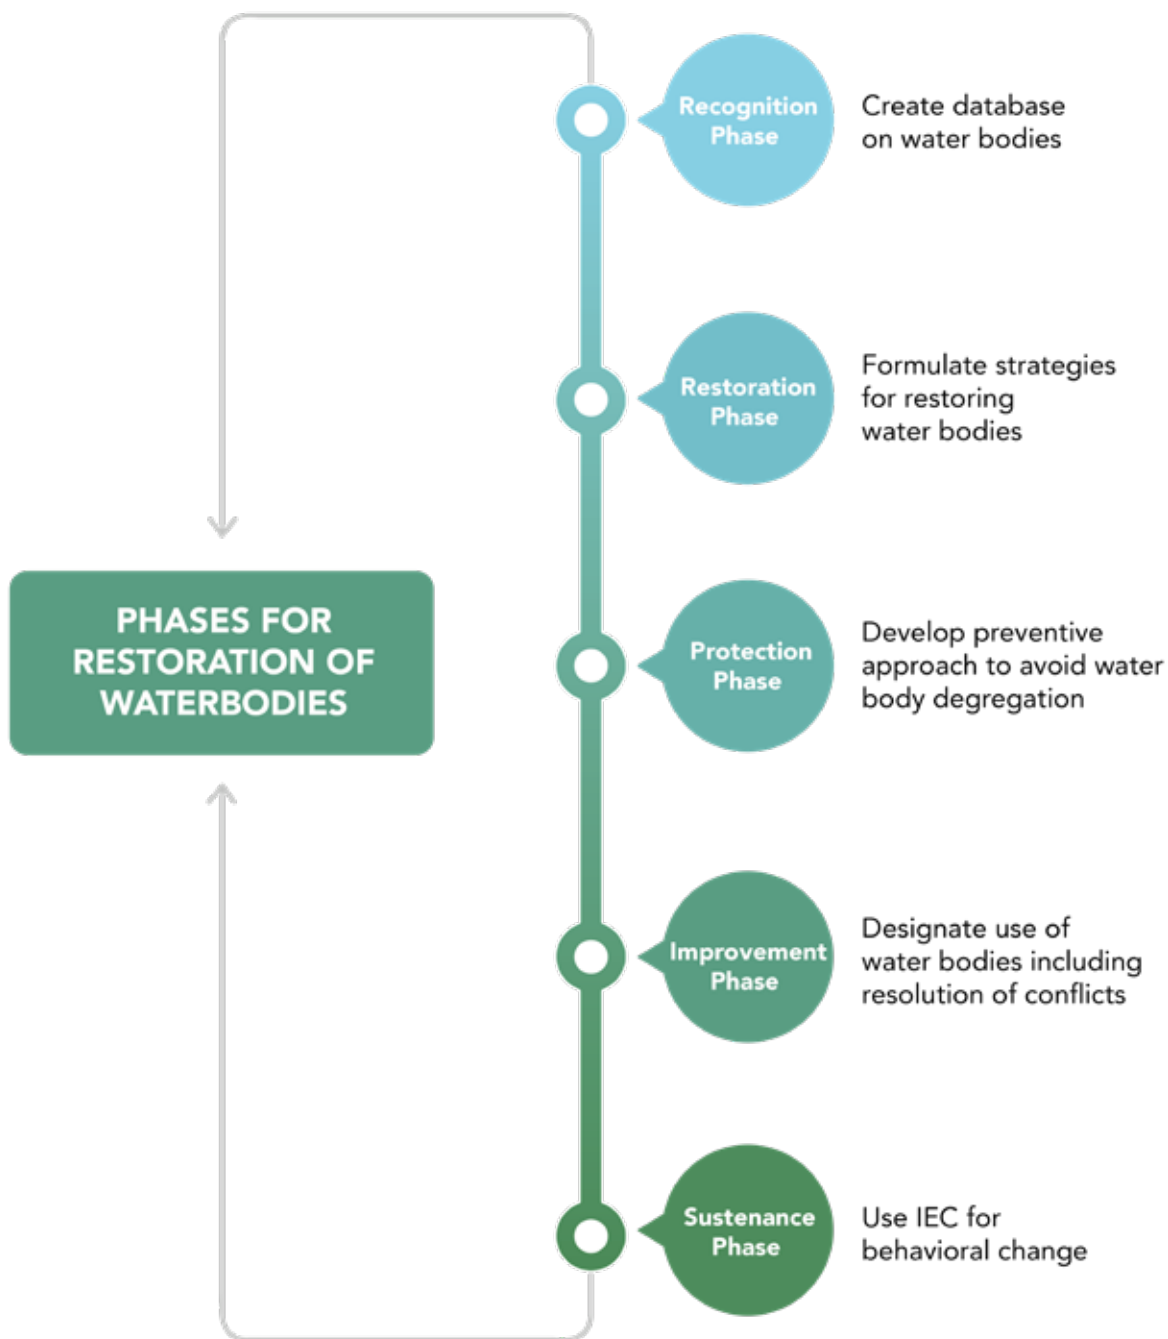 Recognition
Phase
Create database
on water bodies
Restoration
Phase
Formulate strategies
for restoring
water bodies
PHASES FOR
RESTORATION OF
WATERBODIES
Protection
Phase
Develop preventive
approach to avoid water
body degregation
Improvement
Phase
Designate use of
water bodies including
resolution of conflicts
Sustenance
Phase
Use IEC for
behavioral change